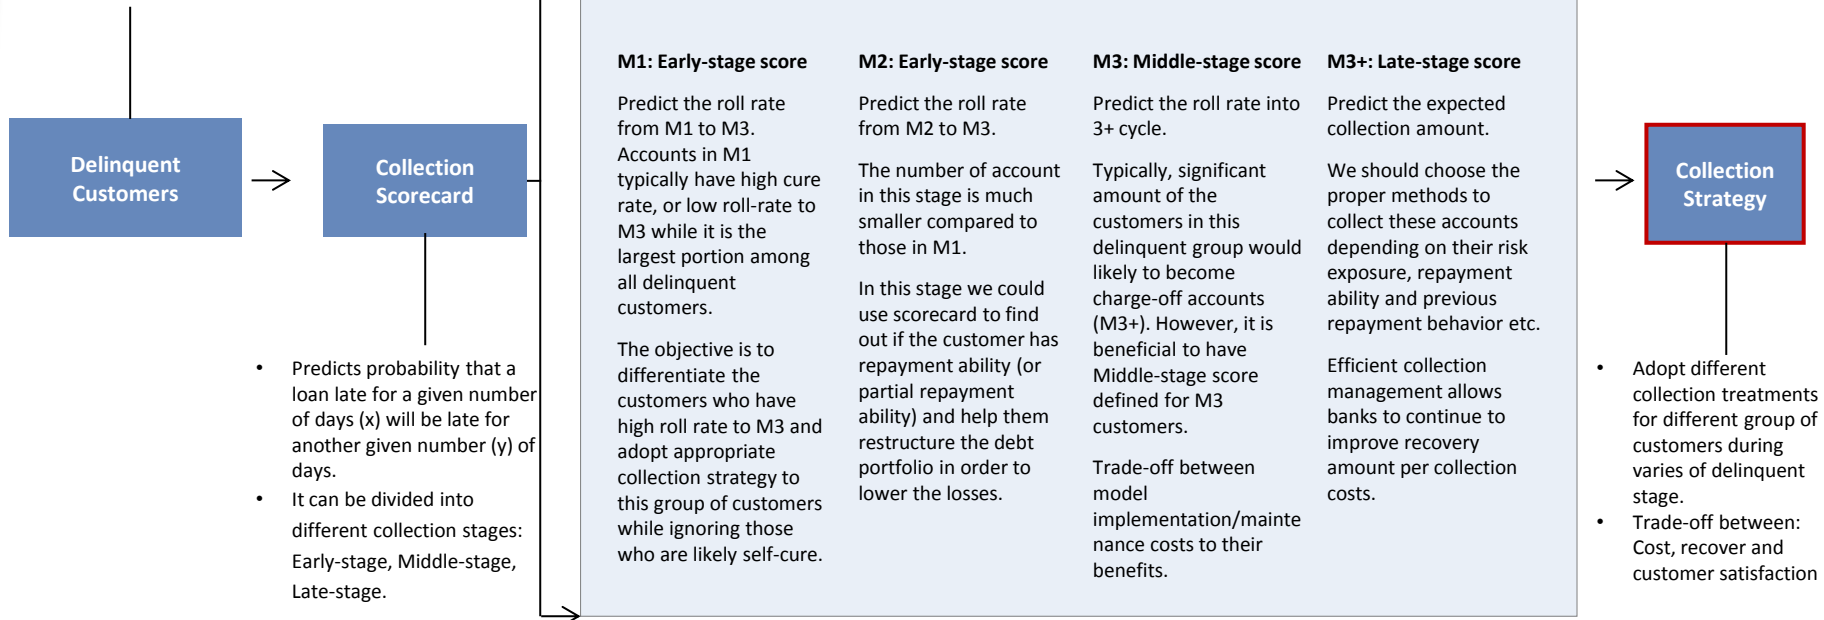 Delinquent
Customers
Collection
Scorecard
• Predicts probability that a
loan late for a given number
of days (x) will be late for
another given number (y) of
days.
• It can be divided into
different collection stages:
Early-stage, Middle-stage,
Late-stage.
M1: Early-stage score
Predict the roll rate
from M1 to M3.
Accounts in M1
typically have high cure
rate, or low roll-rate to
M3 while it is the
largest portion among
all delinquent
customers.
The objective is to
differentiate the
customers who have
high roll rate to M3 and
adopt appropriate
collection strategy to
this group of customers
while ignoring those
who are likely self-cure.
M2: Early-stage score
Predict the roll rate
from M2 to M3.
The number of account
in this stage is much
smaller compared to
those in M1.
In this stage we could
use scorecard to find
out if the customer has
repayment ability (or
partial repayment
ability) and help them
restructure the debt
portfolio in order to
lower the losses.
M3: Middle-stage score
Predict the roll rate into
3+ cycle.
Typically, significant
amount of the
customers in this
delinquent group would
likely to become
charge-off accounts
(M3+). However, it is
beneficial to have
Middle-stage score
defined for M3
customers.
Trade-off between
model
implementation/mainte
nance costs to their
benefits.
M3+: Late-stage score
Predict the expected
collection amount.
We should choose the
proper methods to
collect these accounts
depending on their risk
exposure, repayment
ability and previous
repayment behavior etc.
Efficient collection
management allows
banks to continue to
improve recovery
amount per collection
costs.
Collection
Strategy
• Adopt different
collection treatments
for different group of
customers during
varies of delinquent
stage.
• Trade-off between:
Cost, recover and
customer satisfaction